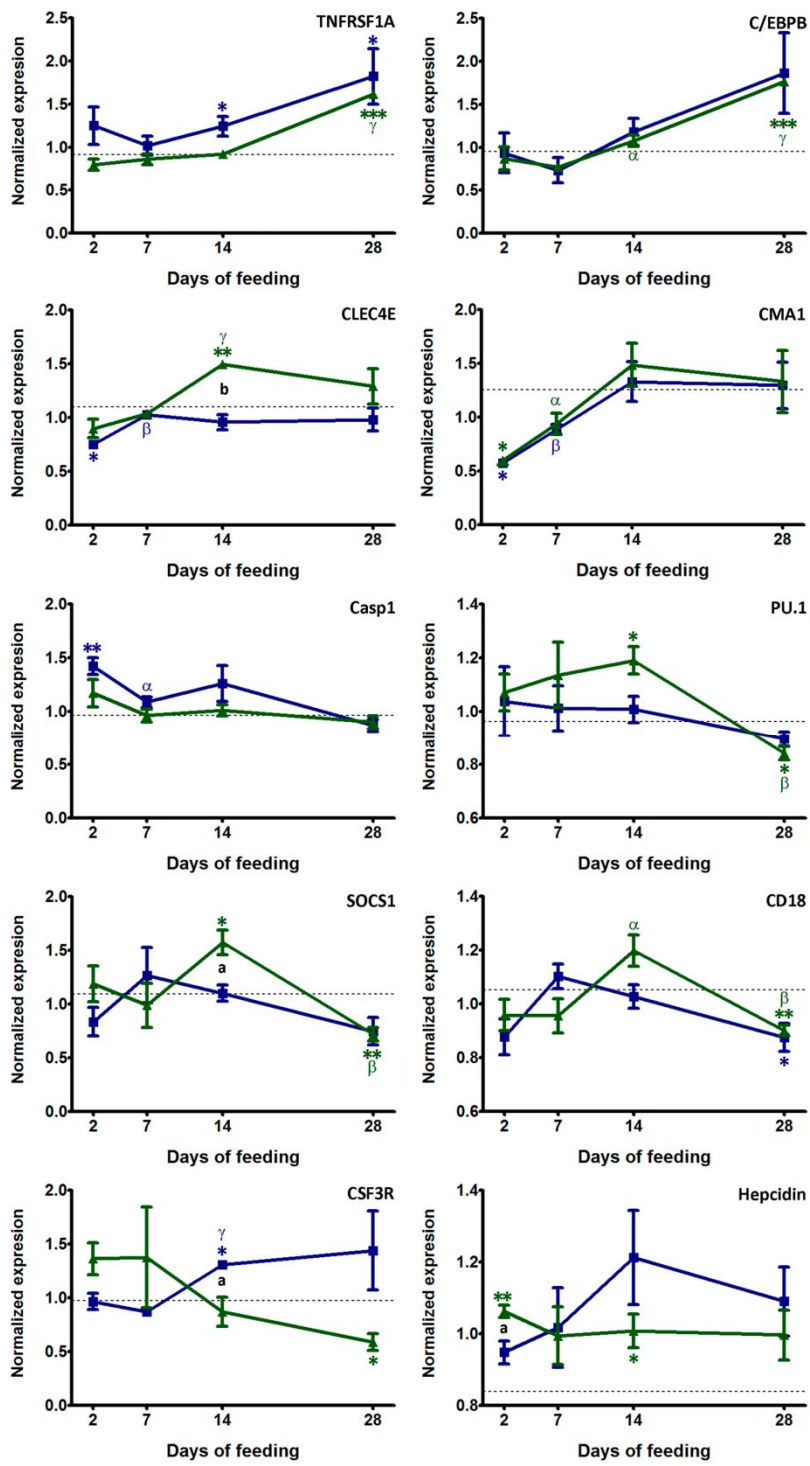 TNFRSF1A
Normalized expresion
2.5
2.0
1.5
1.0
0.5
0.0
*
*
***
γ
2 7 14 28
Days of feeding
C/EBPB
Normalized expresion
2.5
2.0
1.5
1.0
0.5
0.0
α
***
γ
2 7 14 28
Days of feeding
CLEC4E
Normalized expresion
2.0
1.5
1.0
0.5
0.0
*
β
γ
**
b
2 7 14 28
Days of feeding
CMA1
Normalized expresion
2.0
1.5
1.0
0.5
0.0
*
*
α
β
2 7 14 28
Days of feeding
Casp1
Normalized expresion
2.0
1.5
1.0
0.5
0.0
**
α
2 7 14 28
Days of feeding
PU.1
Normalized expresion
1.4
1.2
1.0
0.8
0.6
*
*
β
2 7 14 28
Days of feeding
SOCS1
Normalized expresion
2.0
1.5
1.0
0.5
0.0
*
a
**
β
2 7 14 28
Days of feeding
CD18
Normalized expresion
1.4
1.2
1.0
0.8
0.6
α
β
**
*
2 7 14 28
Days of feeding
CSF3R
Normalized expresion
2.0
1.5
1.0
0.5
0.0
γ
*
a
*
2 7 14 28
Days of feeding
Hepcidin
Normalized expresion
1.4
1.2
1.0
0.8
**
a
*
2 7 14 28
Days of feeding